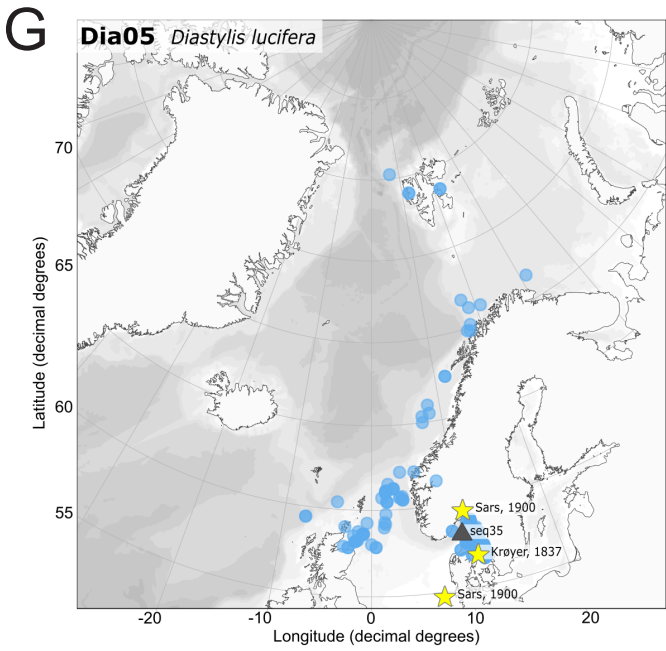 G
Dia05 Diastylis lucifera
70
65
60
55
Latitude (decimal degrees)
Sars, 1900
seq35
Krøyer, 1837
Sars, 1900
-20 -10 0 10 20
Longitude (decimal degrees)